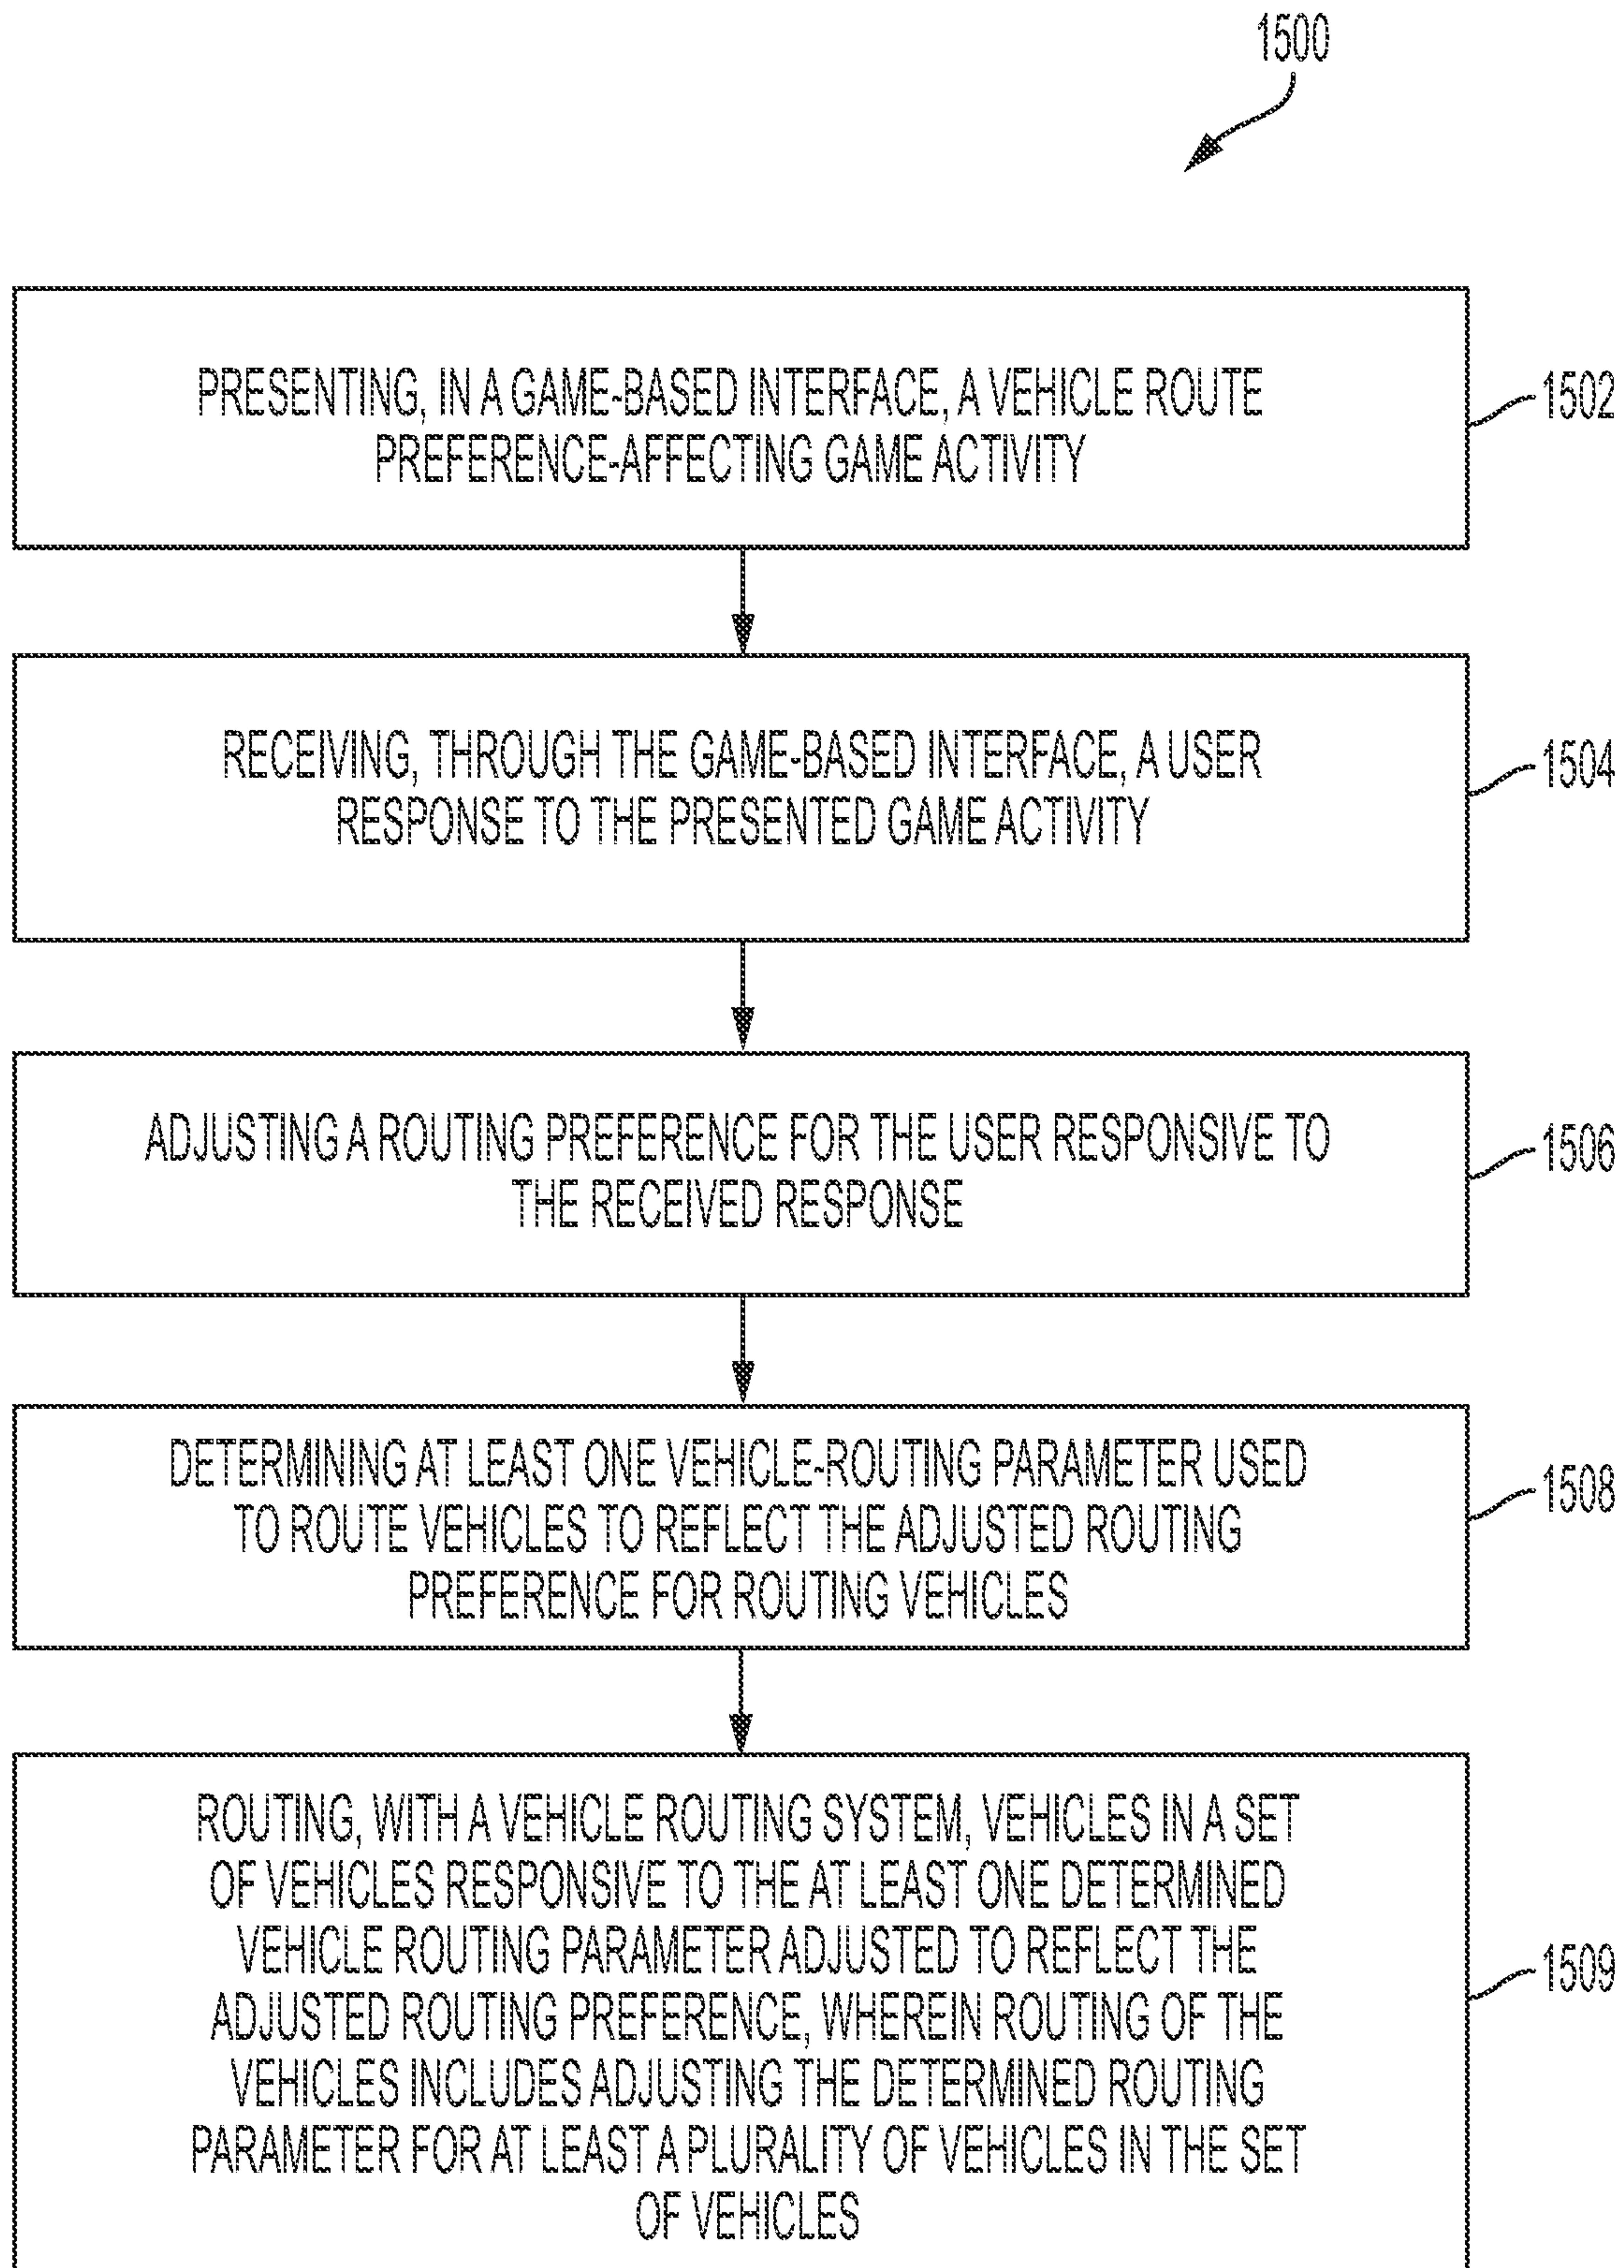 1500
PRESENTING, IN A GAME-BASED INTERFACE, A VEHICLE ROUTE
PREFERENCE-AFFECTING GAME ACTIVITY
1502
RECEIVING, THROUGH THE GAME-BASED INTERFACE, A USER
RESPONSE TO THE PRESENTED GAME ACTIVITY
1504
ADJUSTING A ROUTING PREFERENCE FOR THE USER RESPONSIVE TO
THE RECEIVED RESPONSE
1506
DETERMINING AT LEAST ONE VEHICLE-ROUTING PARAMETER USED
TO ROUTE VEHICLES TO REFLECT THE ADJUSTED ROUTING
PREFERENCE FOR ROUTING VEHICLES
1508
ROUTING, WITH A VEHICLE ROUTING SYSTEM, VEHICLES IN A SET
OF VEHICLES RESPONSIVE TO THE AT LEAST ONE DETERMINED
VEHICLE ROUTING PARAMETER ADJUSTED TO REFLECT THE
ADJUSTED ROUTING PREFERENCE, WHEREIN ROUTING OF THE
VEHICLES INCLUDES ADJUSTING THE DETERMINED ROUTING
PARAMETER FOR AT LEAST A PLURALITY OF VEHICLES IN THE SET
OF VEHICLES
1509